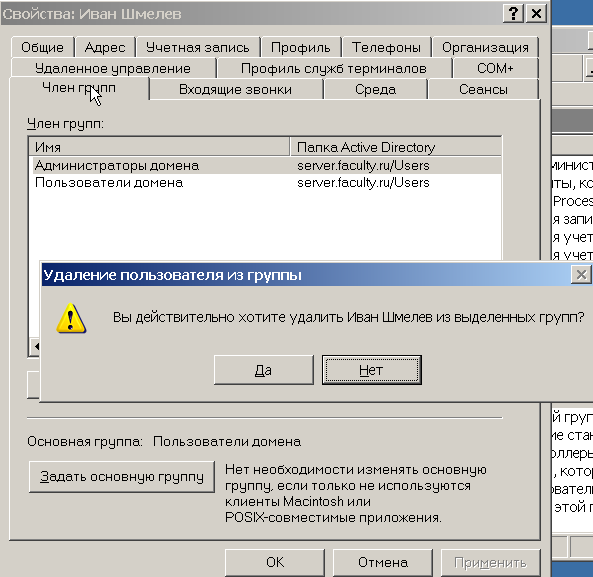 Свойства: Иван Шмелев
Общие Адрес Учетная запись Профиль Телефоны Организация
Удаленное управление Профиль служб терминалов COM+
Член групп Входящие звонки Среда Сеансы
Член групп:
Имя Папка Active Directory
Администраторы домена server.faculty.ru/Users
Пользователи домена server.faculty.ru/Users
Удаление пользователя из группы
Вы действительно хотите удалить Иван Шмелев из выделенных групп?
Да Нет
Основная группа: Пользователи домена
Задать основную группу
Нет необходимости изменять основную
группу, если только не используются
клиенты Macintosh или
POSIX-совместимые приложения.
OK Отмена Применить